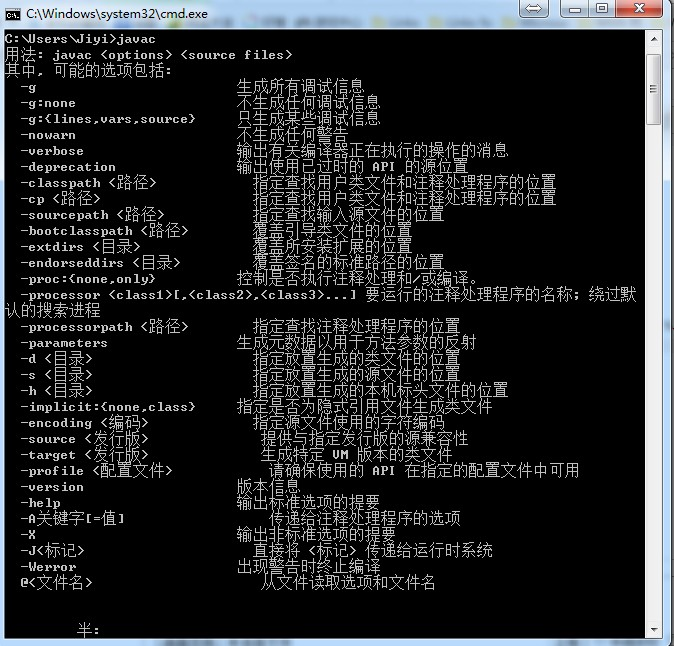 C:\Windows\system32\cmd.exe
C:\Users\Jiyi>javac
用法: javac <options> <source files>
其中, 可能的选项包括:
-g 生成所有调试信息
-g:none 不生成任何调试信息
-g:{lines,vars,source} 只生成某些调试信息
-nowarn 不生成任何警告
-verbose 输出有关编译器正在执行的操作的消息
-deprecation 输出使用已过时的 API 的源位置
-classpath <路径> 指定查找用户类文件和注释处理程序的位置
-cp <路径> 指定查找用户类文件和注释处理程序的位置
-sourcepath <路径> 指定查找输入源文件的位置
-bootclasspath <路径> 覆盖引导类文件的位置
-extdirs <目录> 覆盖所安装扩展的位置
-endorseddirs <目录> 覆盖签名的标准路径的位置
-proc:{none,only} 控制是否执行注释处理和/或编译。
-processor <class1>[,<class2>,<class3>...] 要运行的注释处理程序的名称; 绕过默
认的搜索进程
-processorpath <路径> 指定查找注释处理程序的位置
-parameters 生成元数据以用于方法参数的反射
-d <目录> 指定放置生成的类文件的位置
-s <目录> 指定放置生成的源文件的位置
-h <目录> 指定放置生成的本机标头文件的位置
-implicit:{none,class} 指定是否为隐式引用文件生成类文件
-encoding <编码> 指定源文件使用的字符编码
-source <发行版> 提供与指定发行版的源兼容性
-target <发行版> 生成特定 VM 版本的类文件
-profile <配置文件> 请确保使用的 API 在指定的配置文件中可用
-version 版本信息
-help 输出标准选项的提要
-A关键字[=值] 传递给注释处理程序的选项
-X 输出非标准选项的提要
-J<标记> 直接将 <标记> 传递给运行时系统
-Werror 出现警告时终止编译
@<文件名> 从文件读取选项和文件名
半: